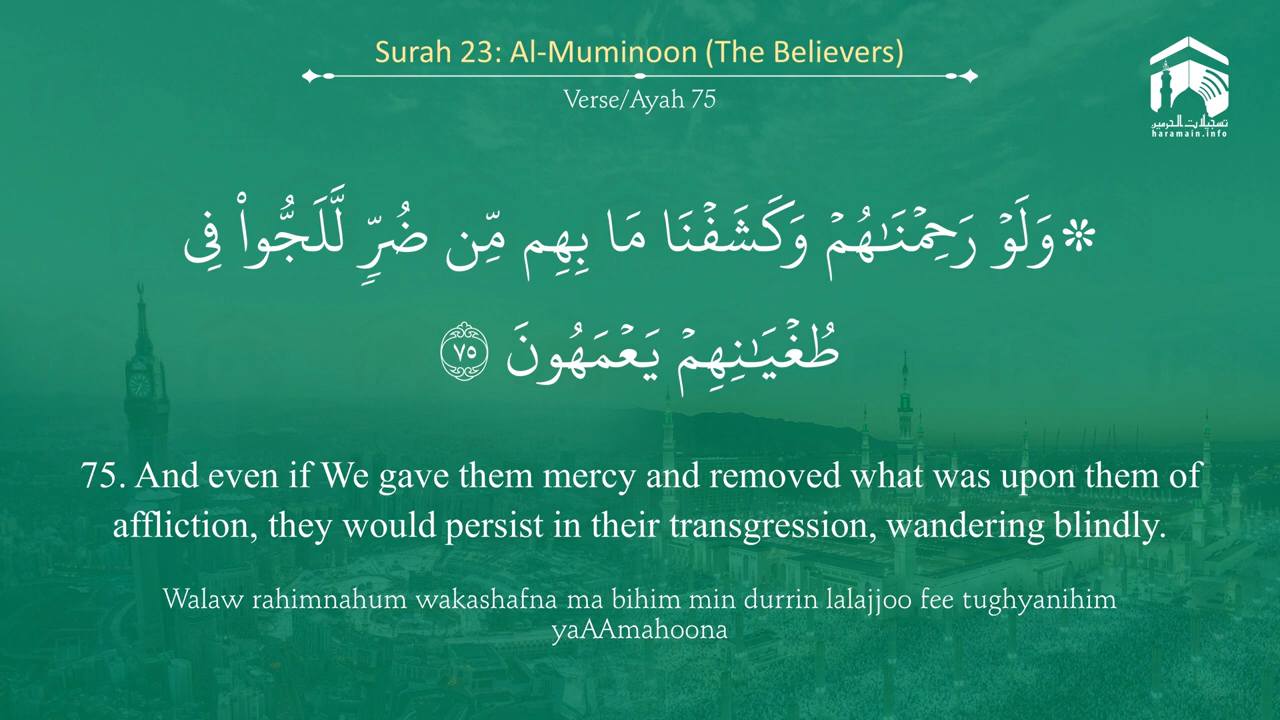 Surah 23: Al-Muminoon (The Believers)
Verse/Ayah 75
تسجيلات الحرمين
haramain.info
۞وَلَوۡ رَحِمۡنَٰهُمۡ وَكَشَفۡنَا مَا بِهِم مِّن ضُرّٖ لَّلَجُّواْ فِي
طُغۡيَٰنِهِمۡ يَعۡمَهُونَ ٧٥
75. And even if We gave them mercy and removed what was upon them of
affliction, they would persist in their transgression, wandering blindly.
Walaw rahimnahum wakashafna ma bihim min durrin lalajjoo fee tughyanihim
yaAAmahoona